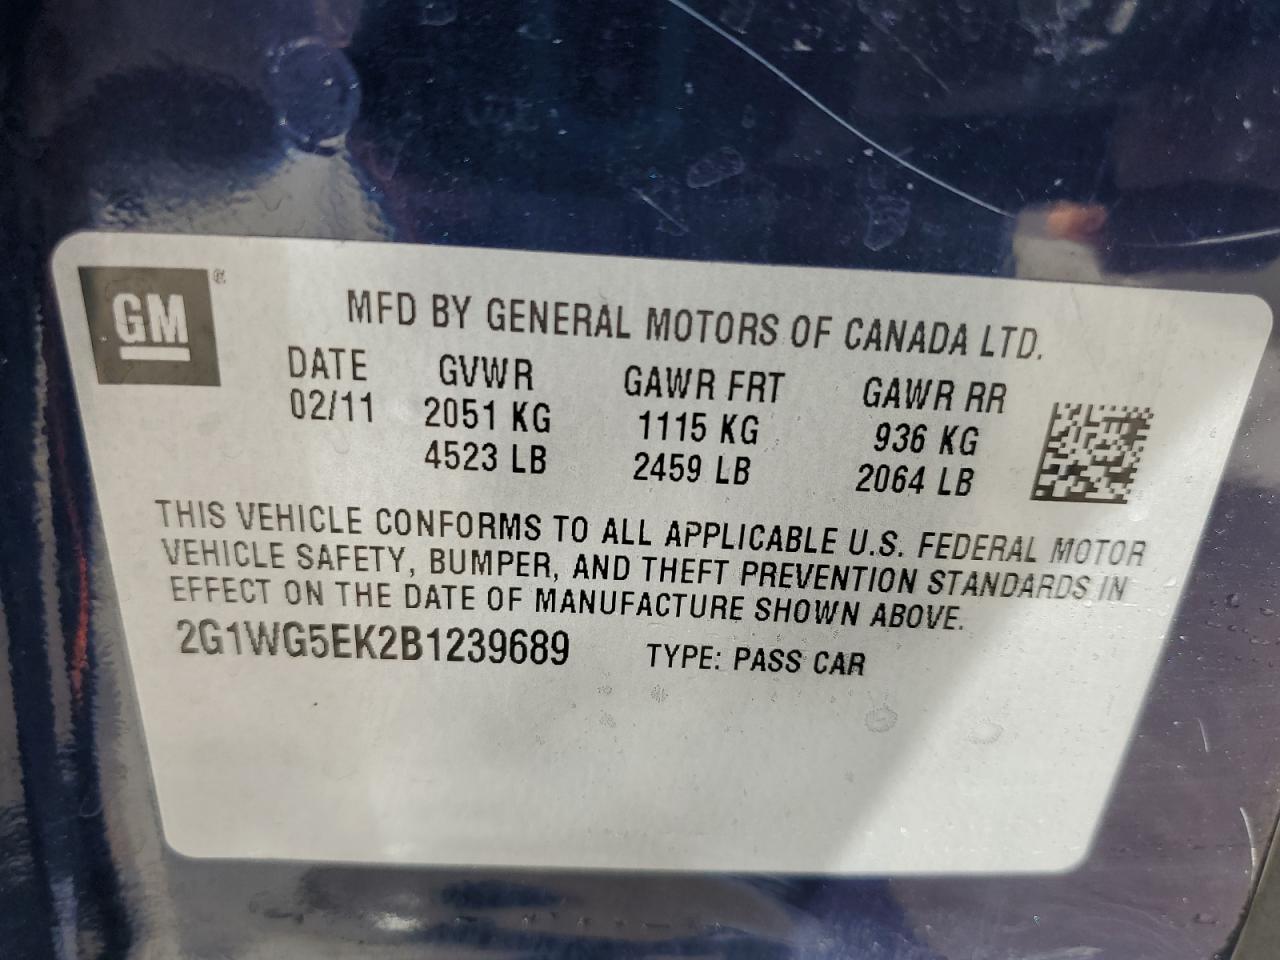 GM ®
MFD BY GENERAL MOTORS OF CANADA LTD.
DATE GVWR GAWR FRT GAWR RR
02/11 2051 KG 1115 KG 936 KG
4523 LB 2459 LB 2064 LB
THIS VEHICLE CONFORMS TO ALL APPLICABLE U.S. FEDERAL MOTOR
VEHICLE SAFETY, BUMPER, AND THEFT PREVENTION STANDARDS IN
EFFECT ON THE DATE OF MANUFACTURE SHOWN ABOVE.
2G1WG5EK2B1239689 TYPE: PASS CAR